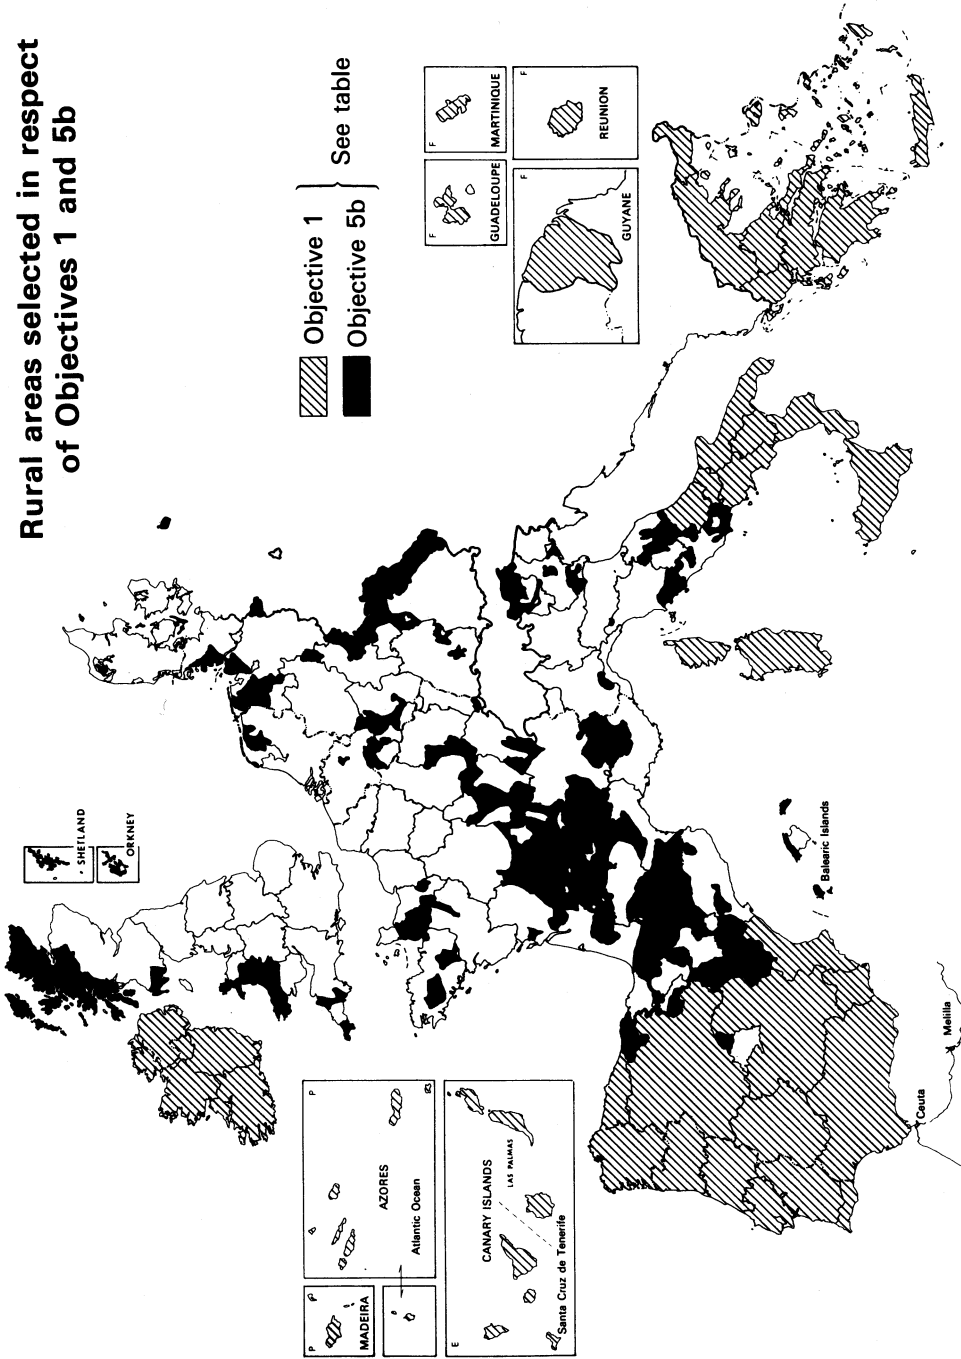 Rural areas selected in respect
of Objectives 1 and 5b
Objective 1
Objective 5b
See table
SHETLAND
ORKNEY
F
MARTINIQUE
F
GUADELOUPE
F
REUNION
F
GUYANE
P
AZORES
Atlantic Ocean
P
MADEIRA
E
CANARY ISLANDS
LAS PALMAS
Santa Cruz de Tenerife
Balearic Islands
Ceuta
Melilla